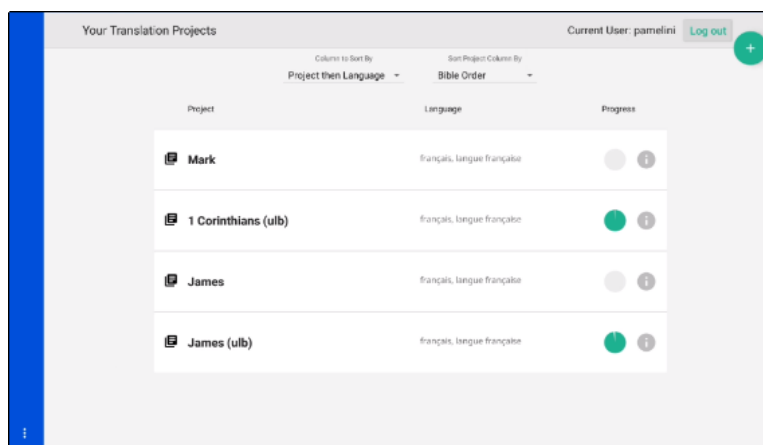 Your Translation Projects Current User: pamelini Log out
Column to Sort By Sort Project Column By
Project then Language Bible Order
Project Language Progress
Mark français, langue française
1 Corinthians (ulb) français, langue française
James français, langue française
James (ulb) français, langue française